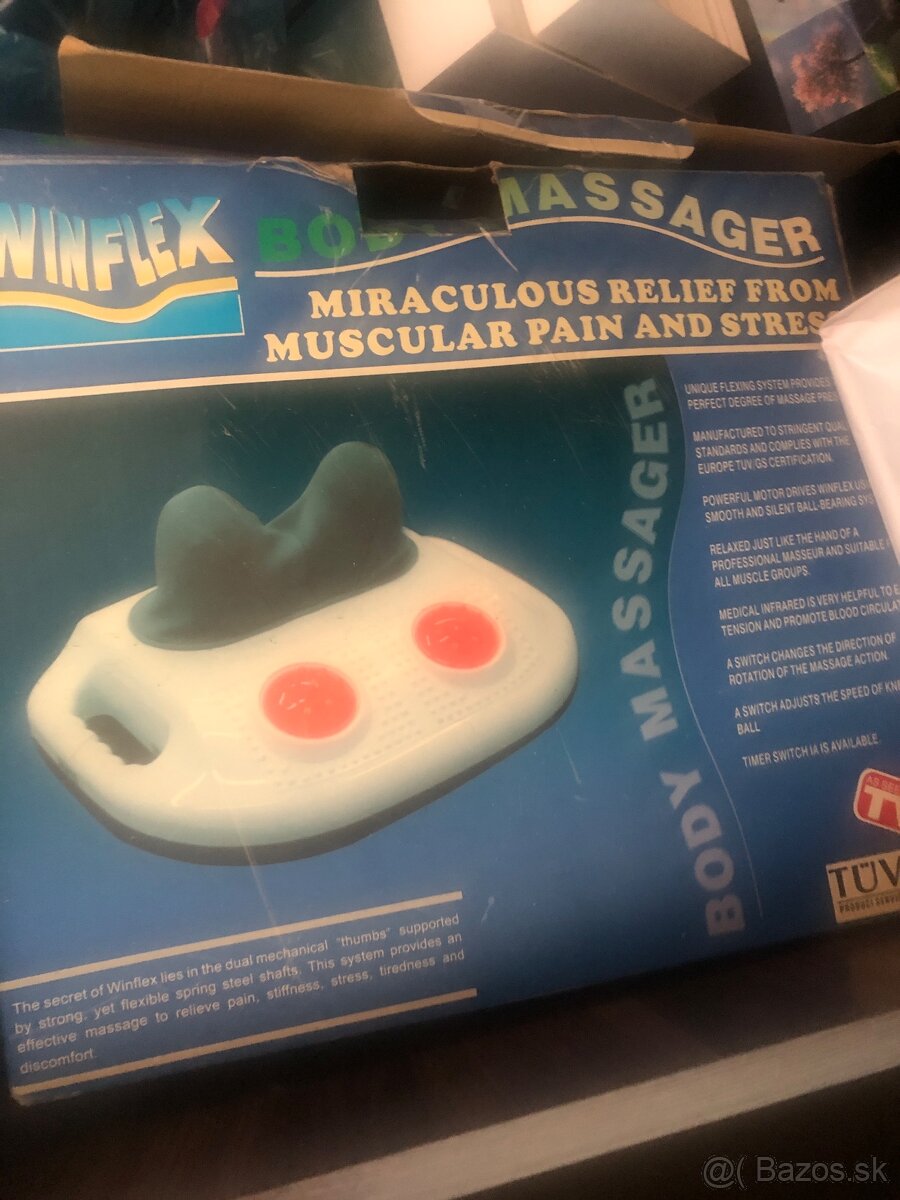 WINFLEX
BODY MASSAGER
MIRACULOUS RELIEF FROM
MUSCULAR PAIN AND STRESS
UNIQUE FLEXING SYSTEM PROVIDES
PERFECT DEGREE OF MASSAGE
MANUFACTURED TO STRINGENT
STANDARDS AND COMPLIES WITH THE
EUROPE TUV/GS CERTIFICATION.
POWERFUL MOTOR DRIVES WINFLEX
SMOOTH AND SILENT BALL-BEARING
RELAXED JUST LIKE THE HAND OF A
PROFESSIONAL MASSEUR AND SUITABLE
ALL MUSCLE GROUPS.
MEDICAL INFRARED IS VERY HELPFUL TO
TENSION AND PROMOTE BLOOD
A SWITCH CHANGES THE DIRECTION OF
ROTATION OF THE MASSAGE ACTION.
A SWITCH ADJUSTS THE SPEED OF
BALL
TIMER SWITCH IA IS AVAILABLE.
BODY MASSAGER
AS
TV
TÜV
PRODUCT
The secret of Winflex lies in the dual mechanical "thumbs" supported
by strong, yet flexible spring steel shafts. This system provides an
effective massage to relieve pain, stiffness, stress, tiredness and
discomfort.
@( Bazos.sk